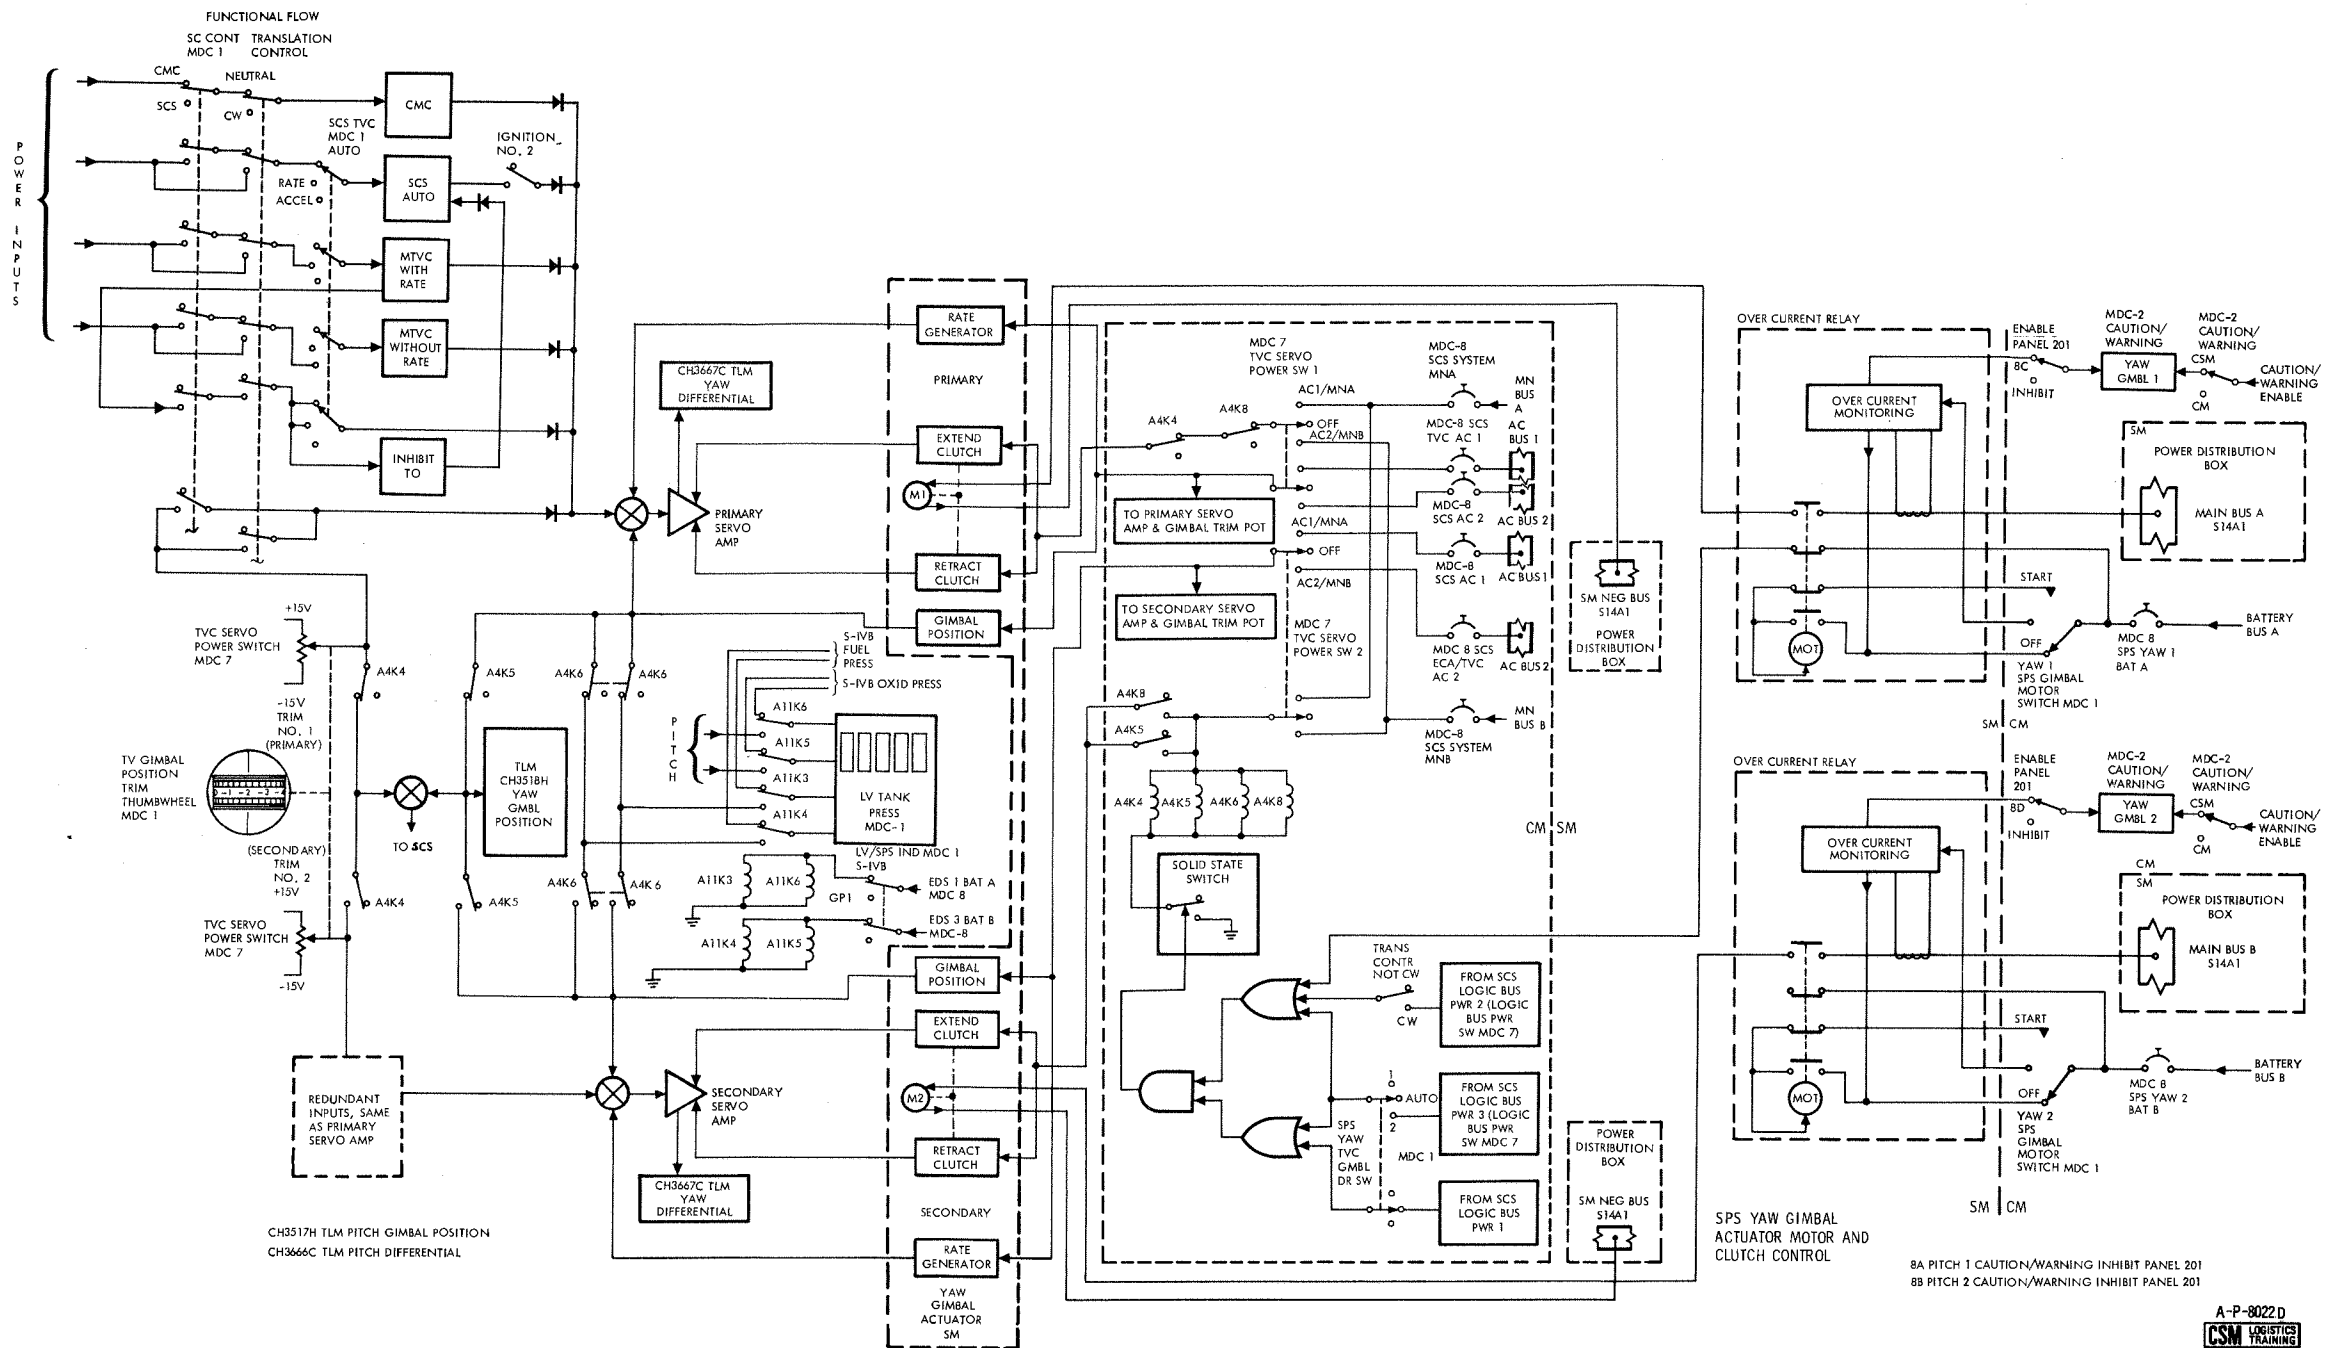 FUNCTIONAL FLOW
SC CONT TRANSLATION
MDC 1 CONTROL
CMC
NEUTRAL
SCS
CW
CMC
SCS TVC
MDC 1
AUTO
IGNITION
NO. 2
RATE
ACCEL
SCS
AUTO
POWER INPUTS
MTVC
WITH
RATE
MTVC
WITHOUT
RATE
INHIBIT
TO
CH3667C TLM
YAW
DIFFERENTIAL
PRIMARY
SERVO
AMP
RATE
GENERATOR
PRIMARY
EXTEND
CLUTCH
M1
RETRACT
CLUTCH
GIMBAL
POSITION
+15V
TVC SERVO
POWER SWITCH
MDC 7
-15V
TRIM
NO. 1
(PRIMARY)
A4K4
A4K5
A4K6
A4K6
S-IVB
FUEL
PRESS
S-IVB OXID PRESS
PITCH
A11K6
A11K5
A11K3
A11K4
LV TANK
PRESS
MDC-1
TV GIMBAL
POSITION
TRIM
THUMBWHEEL
MDC 1
0 -1 -2 -3 -4
TO SCS
TLM
CH3518H
YAW
GMBL
POSITION
(SECONDARY)
TRIM
NO. 2
+15V
TVC SERVO
POWER SWITCH
MDC 7
-15V
A4K4
A4K5
A4K6
A4K6
LV/SPS IND MDC 1
S-IVB
A11K3
A11K6
GP1
EDS 1 BAT A
MDC 8
EDS 3 BAT B
MDC-8
A11K4
A11K5
GIMBAL
POSITION
EXTEND
CLUTCH
M2
RETRACT
CLUTCH
SECONDARY
RATE
GENERATOR
YAW
GIMBAL
ACTUATOR
SM
REDUNDANT
INPUTS, SAME
AS PRIMARY
SERVO AMP
SECONDARY
SERVO
AMP
CH3667C TLM
YAW
DIFFERENTIAL
CH3517H TLM PITCH GIMBAL POSITION
CH3666C TLM PITCH DIFFERENTIAL
MDC 7
TVC SERVO
POWER SW 1
MDC-8
SCS SYSTEM
MNA
AC1/MNA
MN
BUS
A
A4K4
A4K8
OFF
AC2/MNB
MDC-8 SCS
TVC AC 1
AC
BUS 1
MDC-8
SCS AC 2
AC BUS 2
TO PRIMARY SERVO
AMP & GIMBAL TRIM POT
AC1/MNA
OFF
MDC-8
SCS AC 1
AC BUS 1
AC2/MNB
TO SECONDARY SERVO
AMP & GIMBAL TRIM POT
MDC 7
TVC SERVO
POWER SW 2
MDC 8 SCS
ECA/TVC
AC 2
AC BUS 2
A4K8
A4K5
MN
BUS B
MDC-8
SCS SYSTEM
MNB
A4K4
A4K5
A4K6
A4K8
CM SM
SOLID STATE
SWITCH
TRANS
CONTR
NOT CW
CW
FROM SCS
LOGIC BUS
PWR 2 (LOGIC
BUS PWR
SW MDC 7)
1
AUTO
2
MDC 1
SPS
YAW
TVC
GMBL
DR SW
FROM SCS
LOGIC BUS
PWR 3 (LOGIC
BUS PWR
SW MDC 7
FROM SCS
LOGIC BUS
PWR 1
SM NEG BUS
S14A1
POWER
DISTRIBUTION
BOX
POWER
DISTRIBUTION
BOX
SM NEG BUS
S14A1
OVER CURRENT RELAY
OVER CURRENT
MONITORING
MOT
ENABLE
PANEL 201
8C
INHIBIT
MDC-2
CAUTION/
WARNING
YAW
GMBL 1
MDC-2
CAUTION/
WARNING
CSM
CM
CAUTION/
WARNING
ENABLE
SM
POWER DISTRIBUTION
BOX
MAIN BUS A
S14A1
START
OFF
YAW 1
SPS GIMBAL
MOTOR
SWITCH MDC 1
MDC 8
SPS YAW 1
BAT A
BATTERY
BUS A
SM CM
OVER CURRENT RELAY
OVER CURRENT
MONITORING
MOT
ENABLE
PANEL
201
8D
INHIBIT
MDC-2
CAUTION/
WARNING
YAW
GMBL 2
MDC-2
CAUTION/
WARNING
CSM
CM
CAUTION/
WARNING
ENABLE
CM
SM
POWER DISTRIBUTION
BOX
MAIN BUS B
S14A1
START
OFF
YAW 2
SPS
GIMBAL
MOTOR
SWITCH MDC 1
MDC 8
SPS YAW 2
BAT B
BATTERY
BUS B
SM CM
SPS YAW GIMBAL
ACTUATOR MOTOR AND
CLUTCH CONTROL
8A PITCH 1 CAUTION/WARNING INHIBIT PANEL 201
8B PITCH 2 CAUTION/WARNING INHIBIT PANEL 201
A-P-8022D
CSM LOGISTICS TRAINING